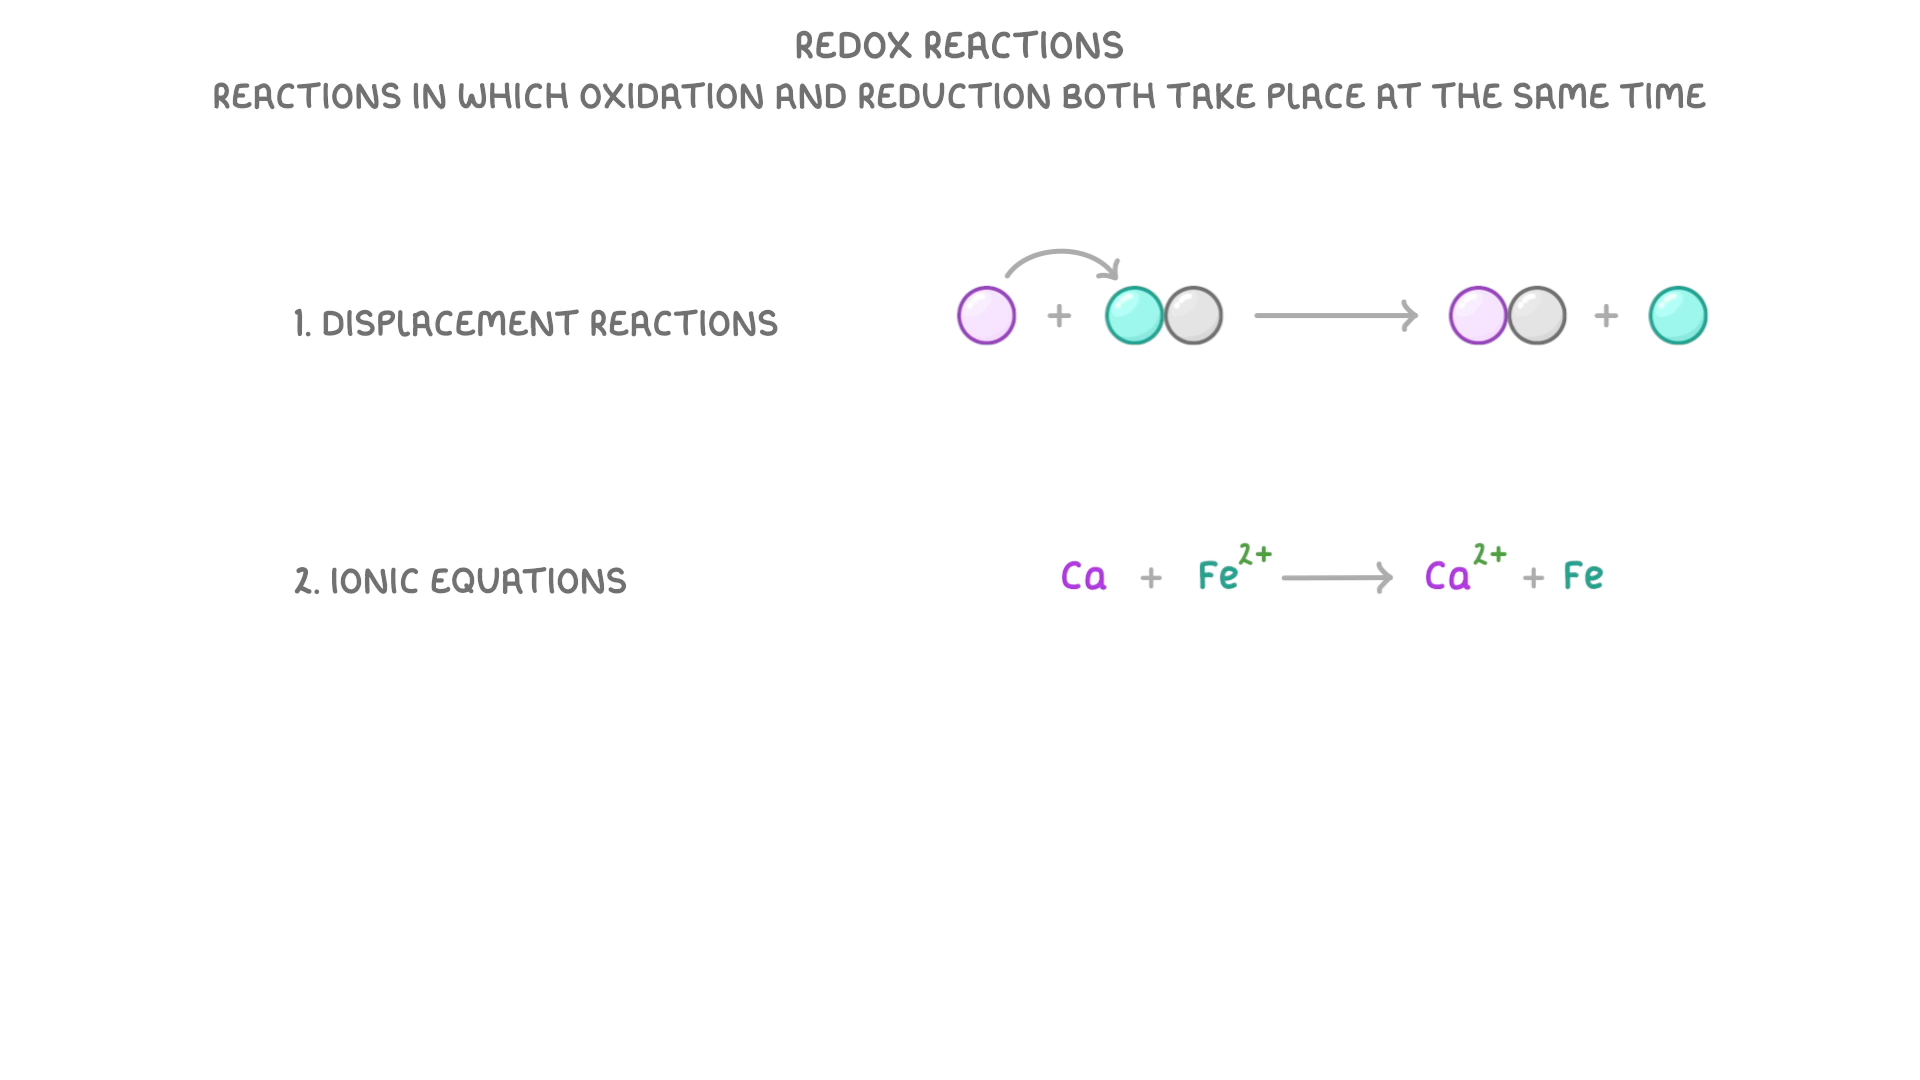 REDOX REACTIONS
REACTIONS IN WHICH OXIDATION AND REDUCTION BOTH TAKE PLACE AT THE SAME TIME
1. DISPLACEMENT REACTIONS
+ +
2. IONIC EQUATIONS
Ca + Fe²⁺ ⟶ Ca²⁺ + Fe